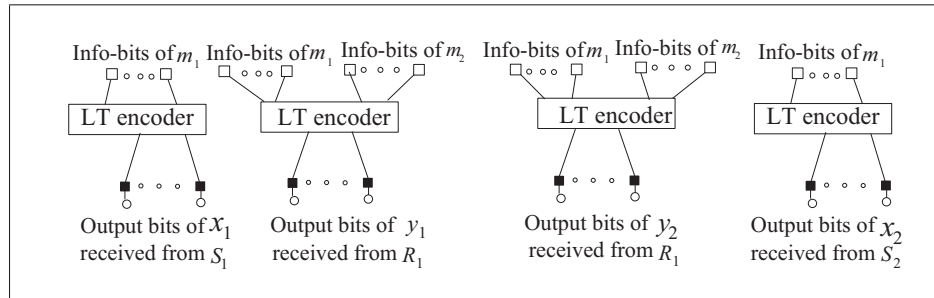 Info-bits of m1 Info-bits of m1 Info-bits of m2 Info-bits of m1 Info-bits of m2 Info-bits of m1
LT encoder LT encoder LT encoder LT encoder
Output bits of x1
received from S1
Output bits of y1
received from R1
Output bits of y2
received from R1
Output bits of x2
received from S2